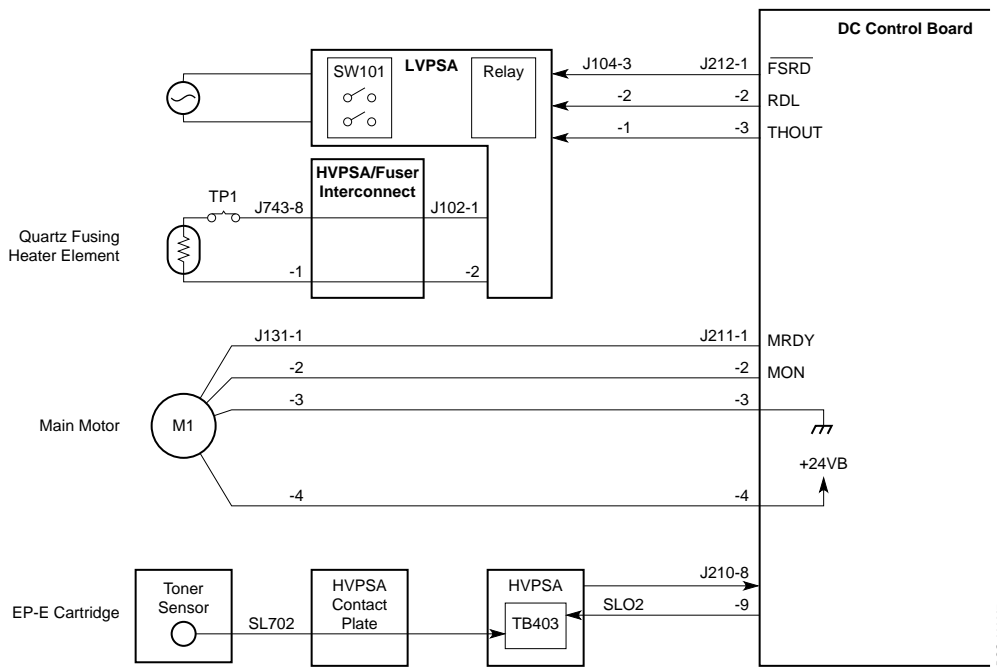 DC Control Board
SW101
LVPSA
Relay
J104-3
J212-1
FSRD
-2
-2
RDL
-1
-3
THOUT
HVPSA/Fuser
Interconnect
TP1
J743-8
J102-1
Quartz Fusing
Heater Element
-1
-2
J131-1
J211-1
MRDY
-2
-2
MON
-3
-3
Main Motor
M1
+24VB
-4
-4
EP-E Cartridge
Toner
Sensor
SL702
HVPSA
Contact
Plate
HVPSA
TB403
J210-8
SLO2
-9